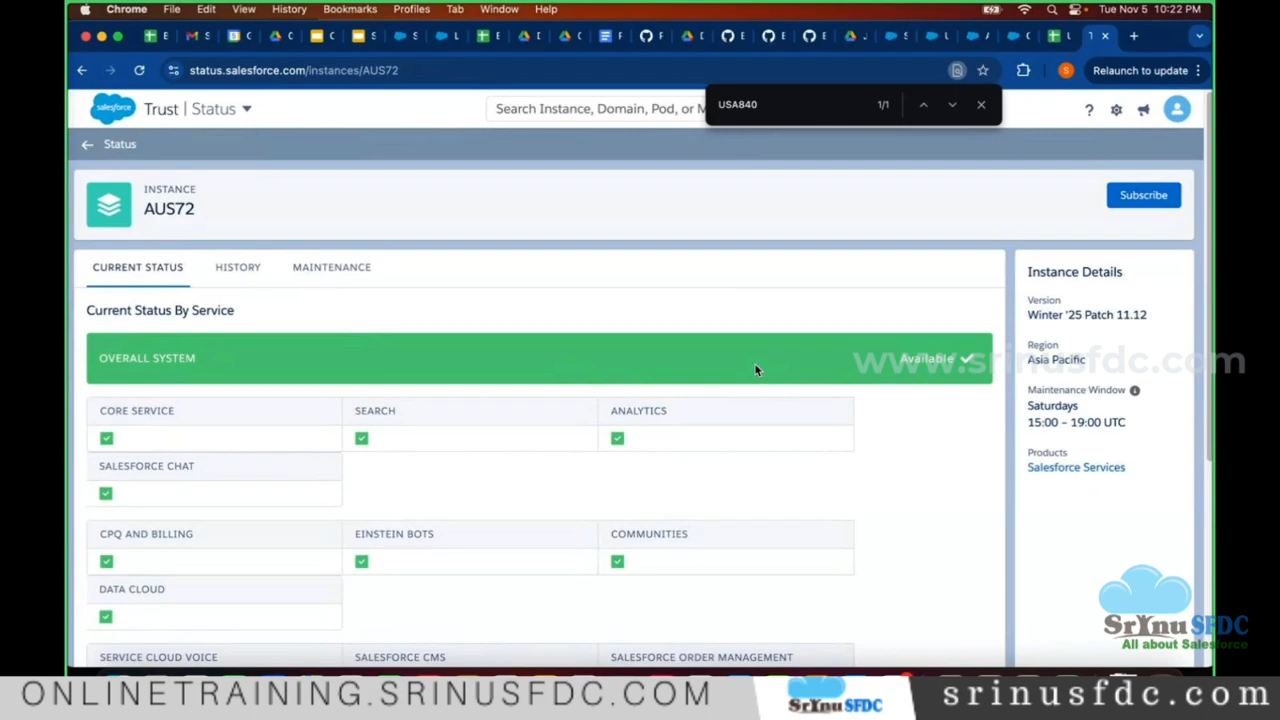 Chrome File Edit View History Bookmarks Profiles Tab Window Help Tue Nov 5 10:22 PM
status.salesforce.com/instances/AUS72 Relaunch to update
salesforce Trust | Status Search Instance, Domain, Pod, or M
USA840 1/1
Status
INSTANCE
AUS72
Subscribe
CURRENT STATUS HISTORY MAINTENANCE
Current Status By Service
OVERALL SYSTEM Available
CORE SERVICE SEARCH ANALYTICS
SALESFORCE CHAT
CPQ AND BILLING EINSTEIN BOTS COMMUNITIES
DATA CLOUD
SERVICE CLOUD VOICE SALESFORCE CMS SALESFORCE ORDER MANAGEMENT
Instance Details
Version
Winter '25 Patch 11.12
Region
Asia Pacific
Maintenance Window
Saturdays
15:00 – 19:00 UTC
Products
Salesforce Services
www.srinusfdc.com
SrInu SFDC
All about Salesforce
ONLINETRAINING.SRINUSFDC.COM
SrInu SFDC
srinusfdc.com